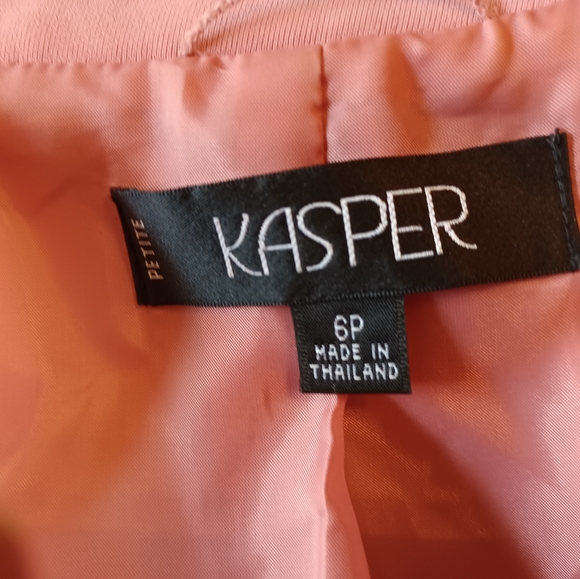 PETITE
KASPER
6P
MADE IN
THAILAND